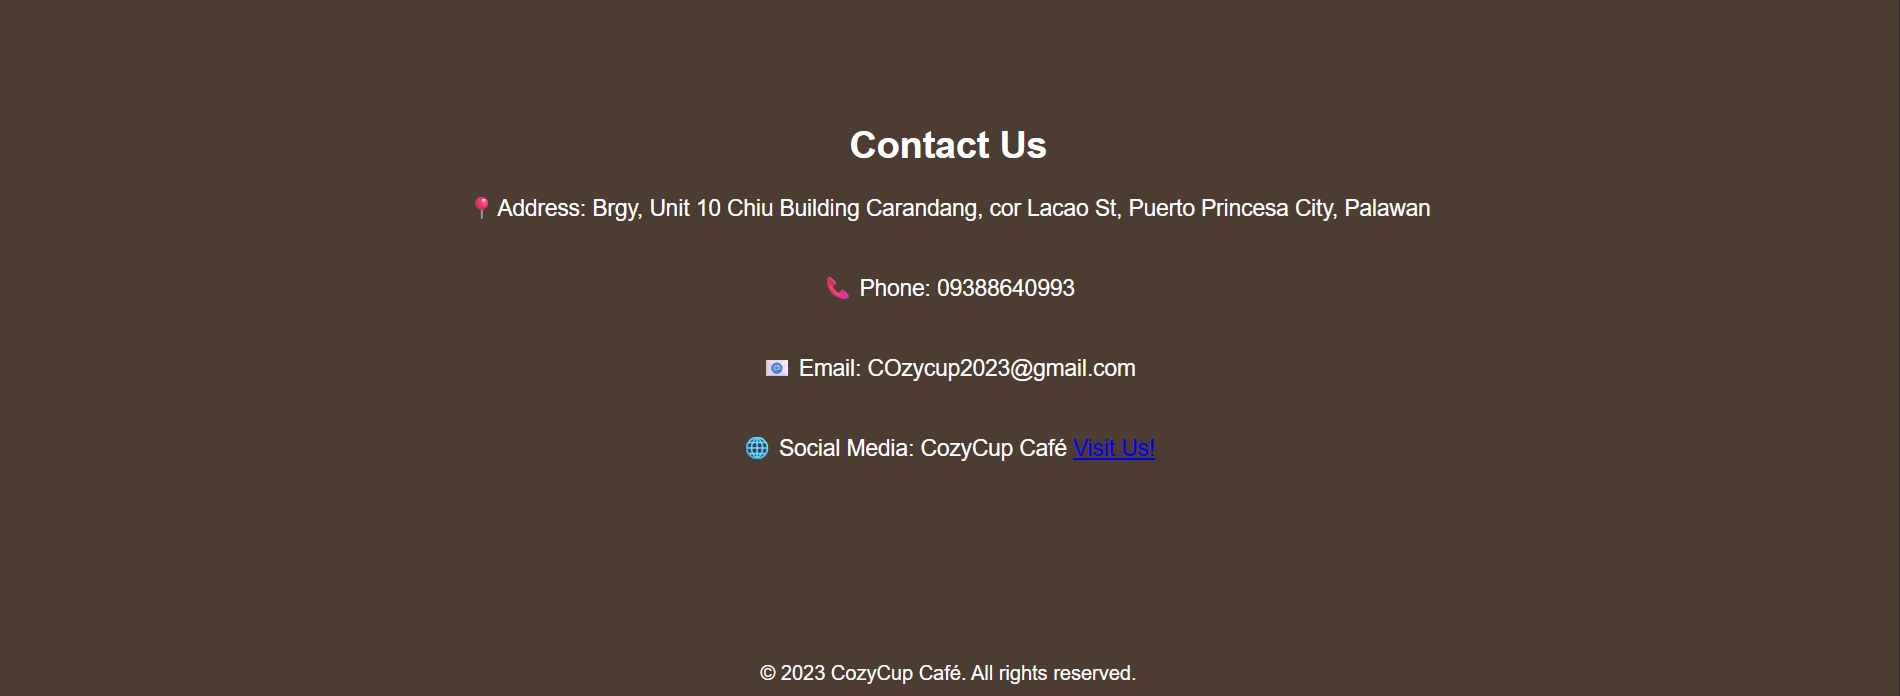 Contact Us
📍Address: Brgy, Unit 10 Chiu Building Carandang, cor Lacao St, Puerto Princesa City, Palawan
📞 Phone: 09388640993
📧 Email: COzycup2023@gmail.com
🌐 Social Media: CozyCup Café Visit Us!
© 2023 CozyCup Café. All rights reserved.